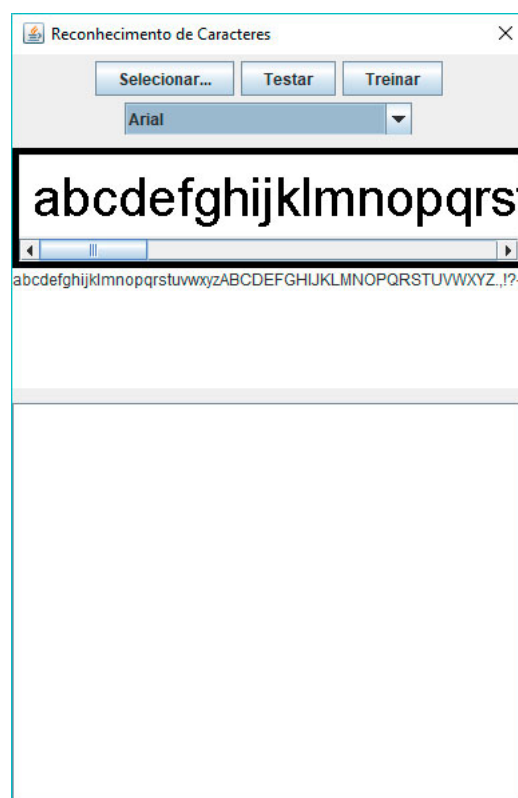 Reconhecimento de Caracteres
Selecionar... Testar Treinar
Arial
abcdefghijklmnopqrs
abcdefghijklmnopqrstuvwxyzABCDEFGHIJKLMNOPQRSTUVWXYZ.,!?-